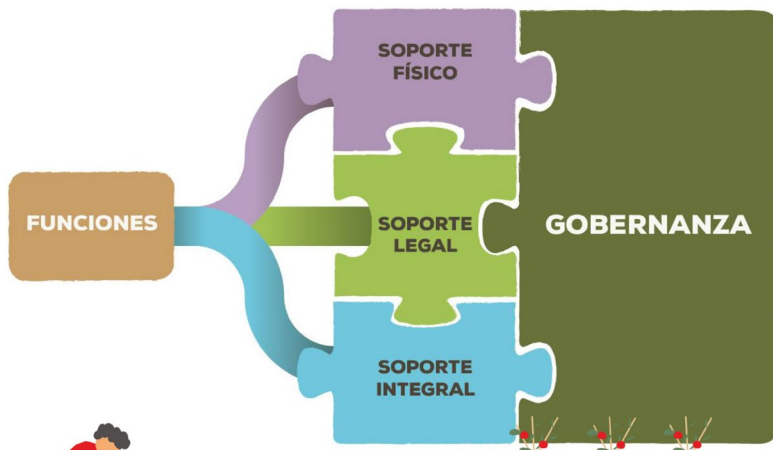 FUNCIONES
SOPORTE
FÍSICO
SOPORTE
LEGAL
SOPORTE
INTEGRAL
GOBERNANZA